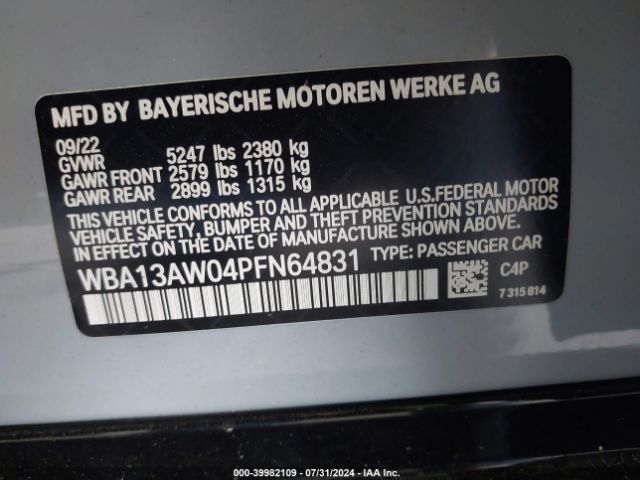 MFD BY BAYERISCHE MOTOREN WERKE AG
09/22
GVWR 5247 lbs 2380 kg
GAWR FRONT 2579 lbs 1170 kg
GAWR REAR 2899 lbs 1315 kg
THIS VEHICLE CONFORMS TO ALL APPLICABLE U.S.FEDERAL MOTOR
VEHICLE SAFETY, BUMPER, AND THEFT PREVENTION STANDARDS
IN EFFECT ON THE DATE OF MANUFACTURE SHOWN ABOVE.
WBA13AW04PFN64831 TYPE: PASSENGER CAR
C4P
7315814
000-39982109 - 07/31/2024 - IAA Inc.